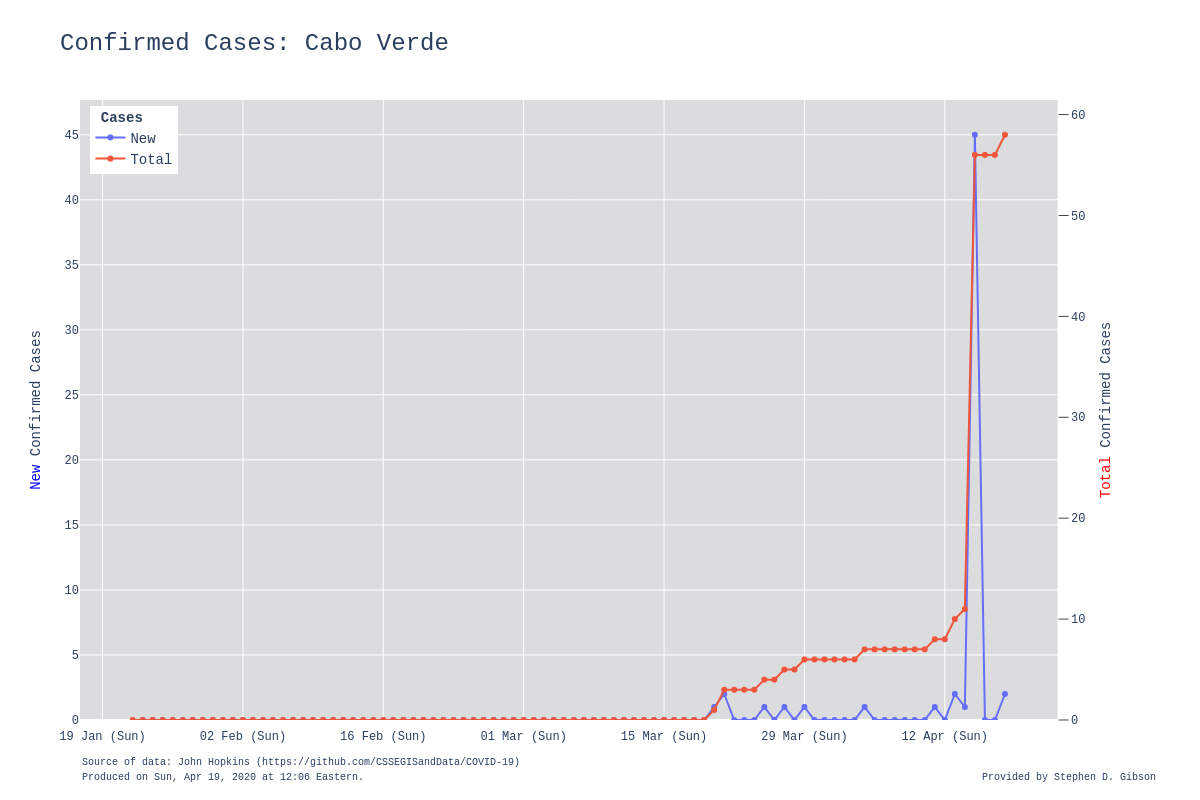 Confirmed Cases: Cabo Verde
Cases
New
Total
45
40
35
30
25
20
15
10
5
0
60
50
40
30
20
10
0
New Confirmed Cases
Total Confirmed Cases
19 Jan (Sun) 02 Feb (Sun) 16 Feb (Sun) 01 Mar (Sun) 15 Mar (Sun) 29 Mar (Sun) 12 Apr (Sun)
Source of data: John Hopkins (https://github.com/CSSEGISandData/COVID-19)
Produced on Sun, Apr 19, 2020 at 12:06 Eastern.
Provided by Stephen D. Gibson